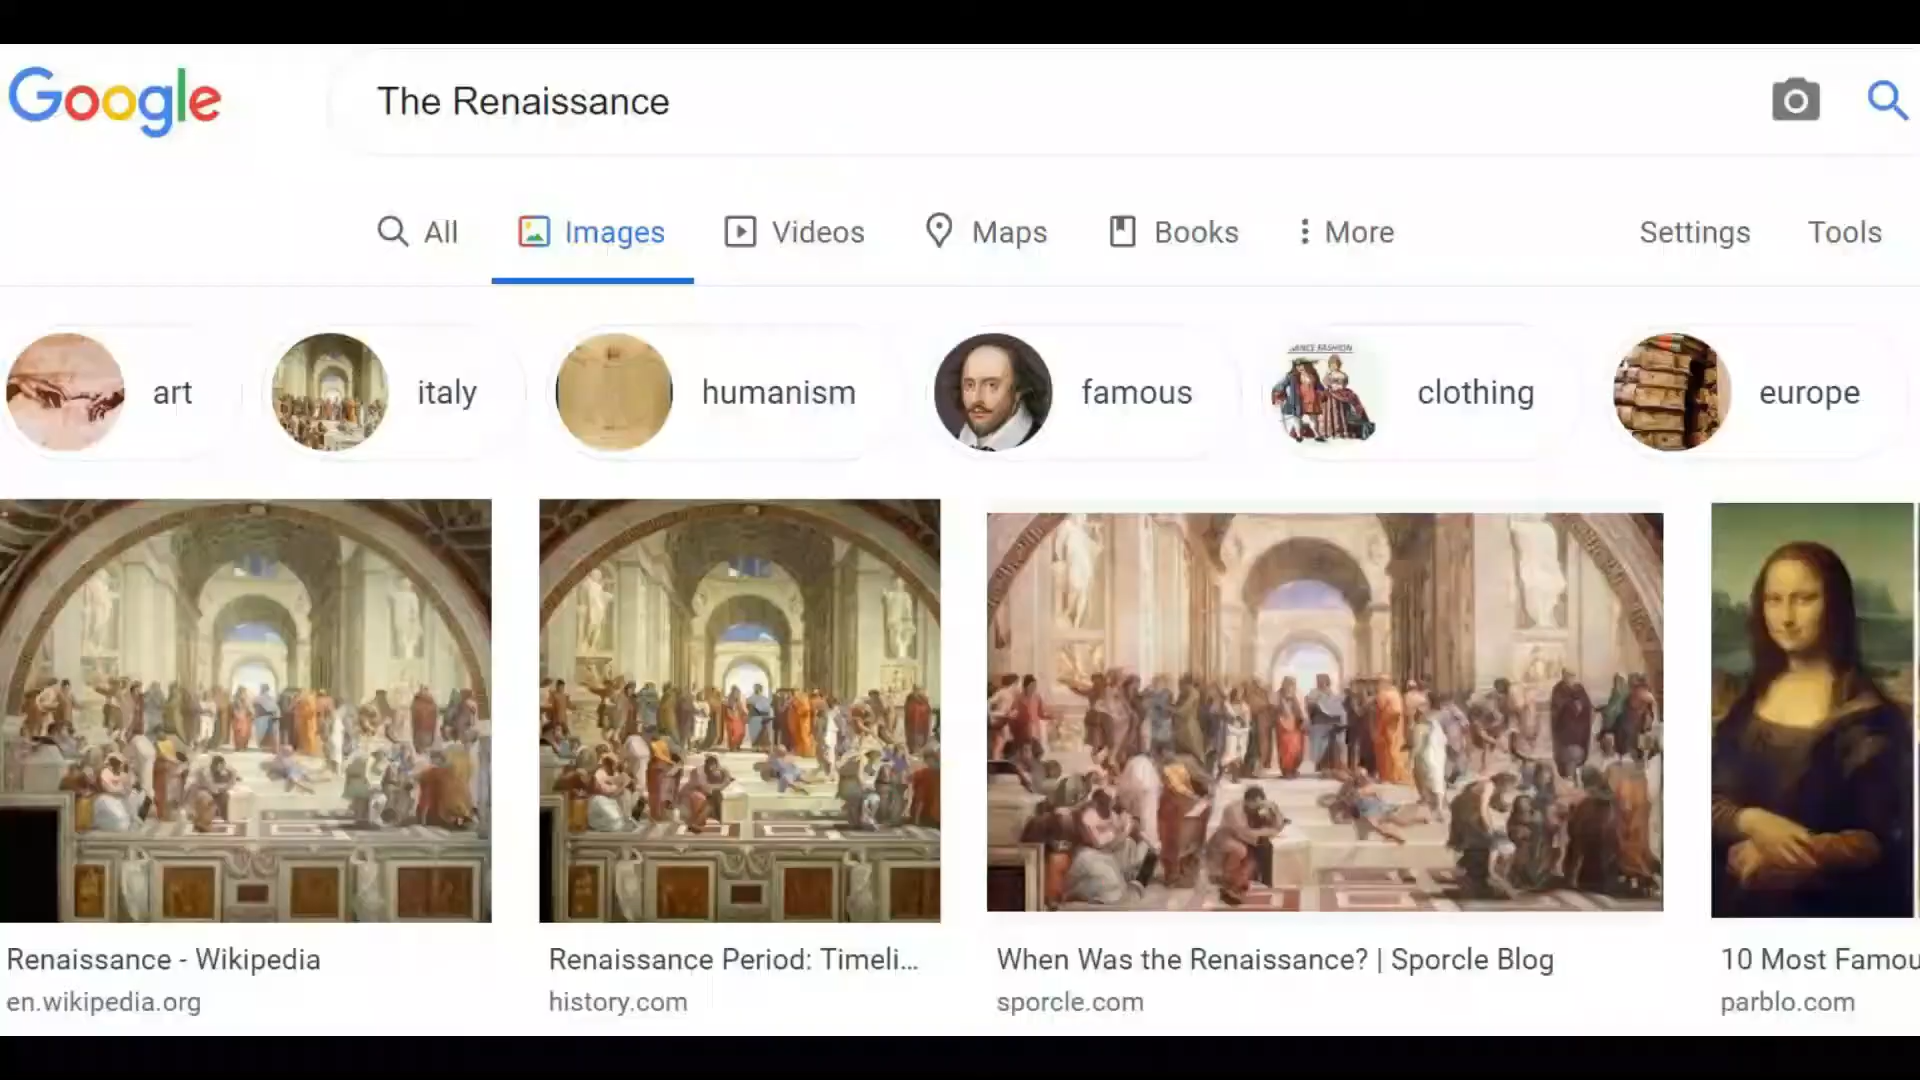 Google
The Renaissance
All Images Videos Maps Books More Settings Tools
art italy humanism famous clothing europe
ANCE FASHION
Renaissance - Wikipedia
en.wikipedia.org
Renaissance Period: Timeli...
history.com
When Was the Renaissance? | Sporcle Blog
sporcle.com
10 Most Famou
parblo.com